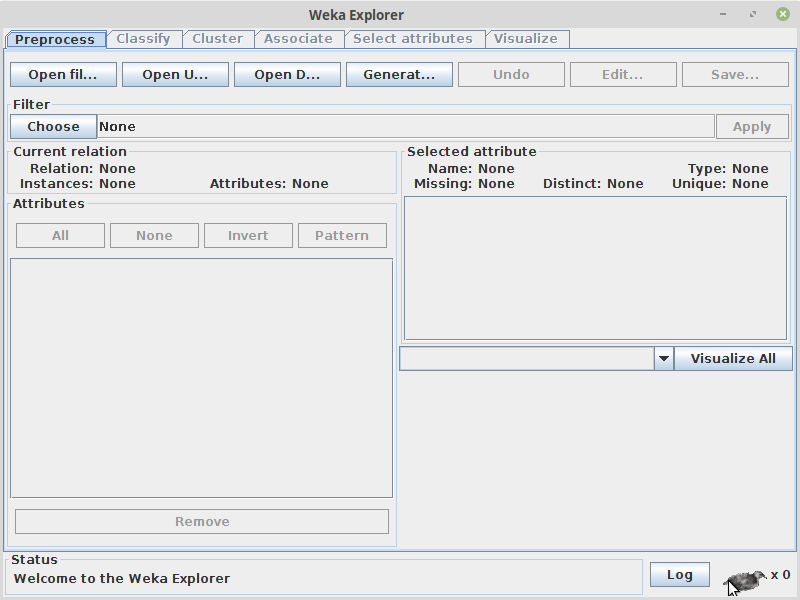 Weka Explorer
Preprocess Classify Cluster Associate Select attributes Visualize
Open fil... Open U... Open D... Generat... Undo Edit... Save...
Filter
Choose None Apply
Current relation
Relation: None
Instances: None Attributes: None
Selected attribute
Name: None Type: None
Missing: None Distinct: None Unique: None
Attributes
All None Invert Pattern
Visualize All
Remove
Status
Welcome to the Weka Explorer
Log x 0